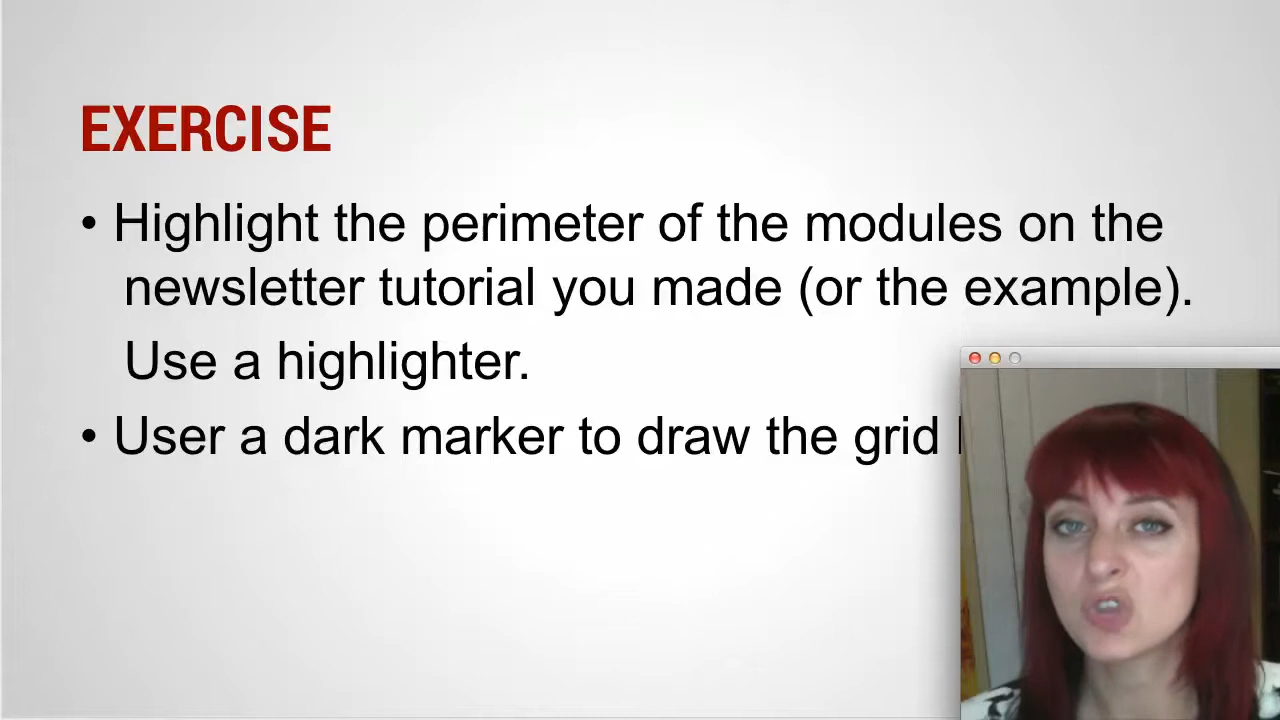 EXERCISE
• Highlight the perimeter of the modules on the
newsletter tutorial you made (or the example).
Use a highlighter.
• User a dark marker to draw the grid